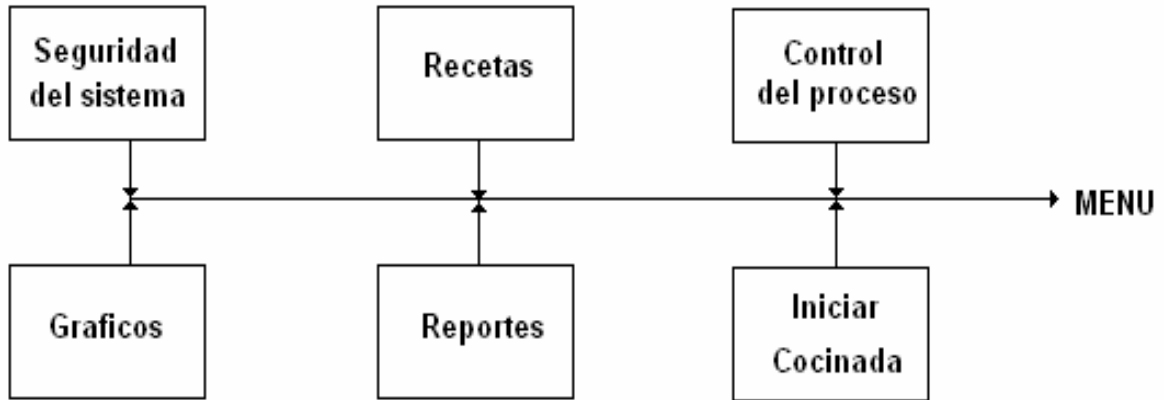 Seguridad
del sistema
Recetas
Control
del proceso
MENU
Graficos
Reportes
Iniciar
Cocinada